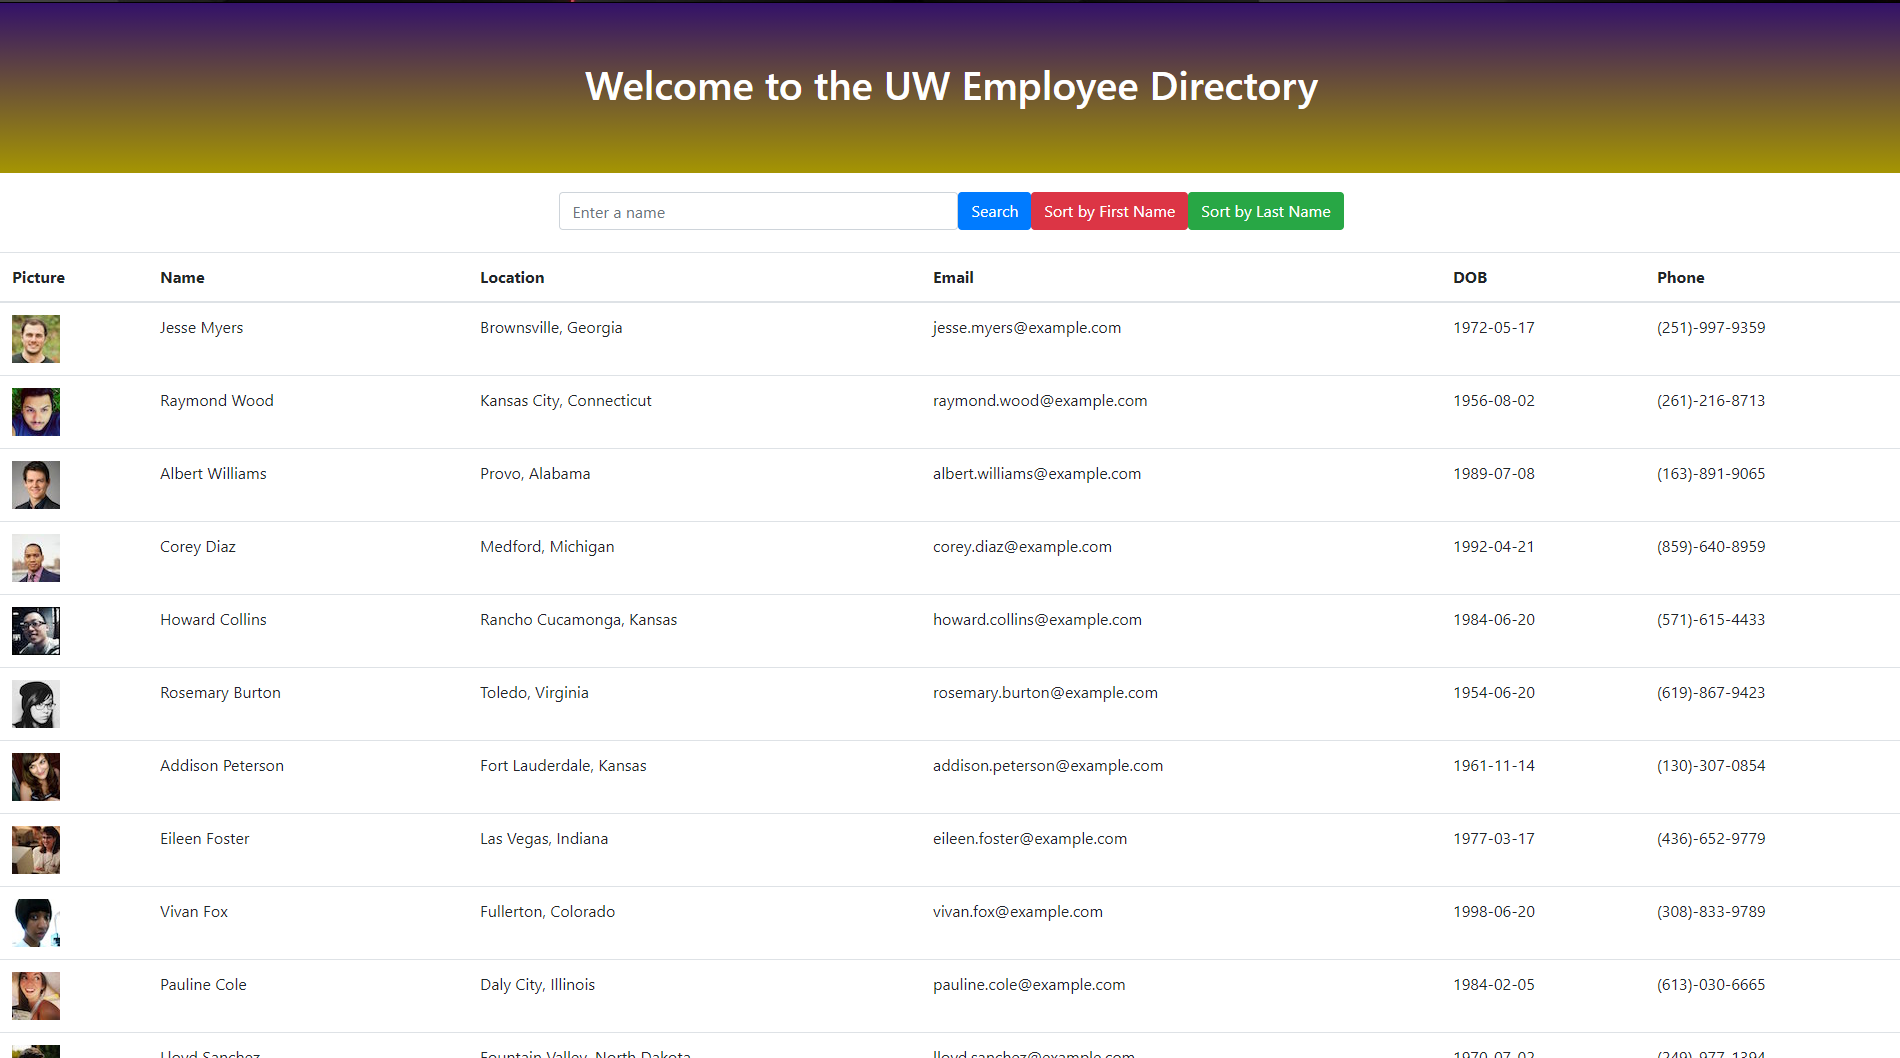 Welcome to the UW Employee Directory
Enter a name Search Sort by First Name Sort by Last Name
Picture Name Location Email DOB Phone
Jesse Myers Brownsville, Georgia jesse.myers@example.com 1972-05-17 (251)-997-9359
Raymond Wood Kansas City, Connecticut raymond.wood@example.com 1956-08-02 (261)-216-8713
Albert Williams Provo, Alabama albert.williams@example.com 1989-07-08 (163)-891-9065
Corey Diaz Medford, Michigan corey.diaz@example.com 1992-04-21 (859)-640-8959
Howard Collins Rancho Cucamonga, Kansas howard.collins@example.com 1984-06-20 (571)-615-4433
Rosemary Burton Toledo, Virginia rosemary.burton@example.com 1954-06-20 (619)-867-9423
Addison Peterson Fort Lauderdale, Kansas addison.peterson@example.com 1961-11-14 (130)-307-0854
Eileen Foster Las Vegas, Indiana eileen.foster@example.com 1977-03-17 (436)-652-9779
Vivan Fox Fullerton, Colorado vivan.fox@example.com 1998-06-20 (308)-833-9789
Pauline Cole Daly City, Illinois pauline.cole@example.com 1984-02-05 (613)-030-6665
Lloyd Sanchez Fountain Valley, North Dakota lloyd.sanchez@example.com 1970-07-02 (249)-977-1394